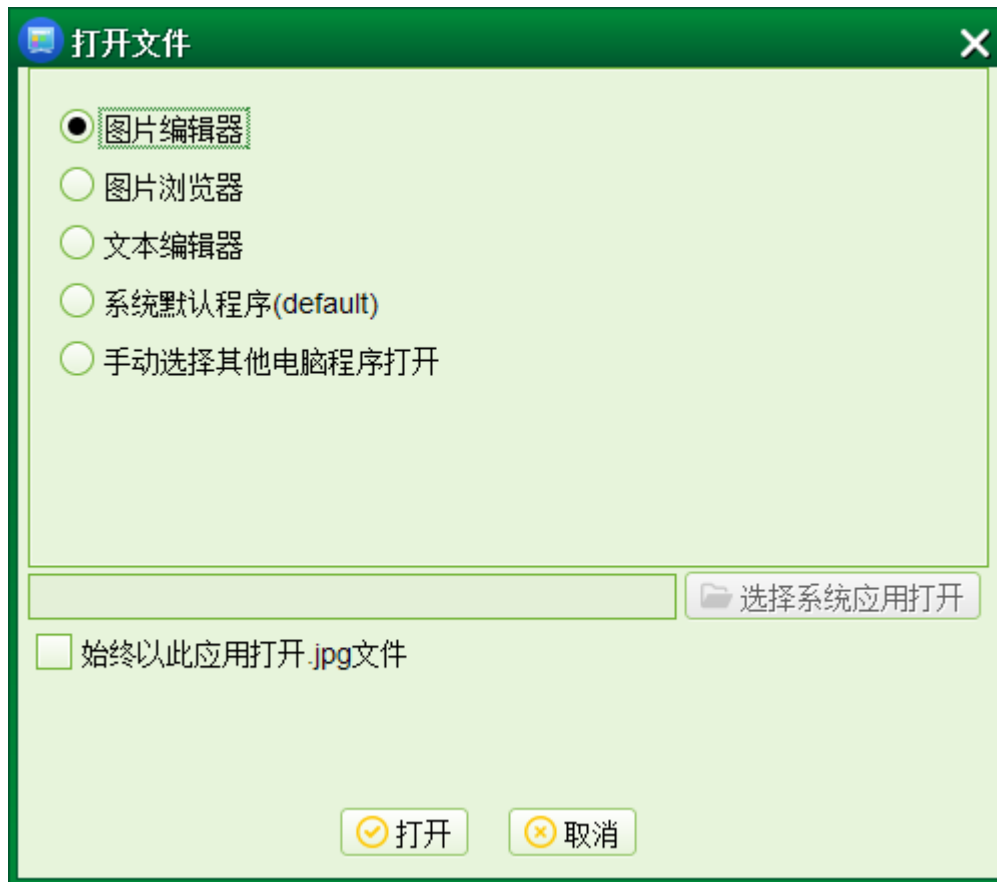 打开文件
图片编辑器
图片浏览器
文本编辑器
系统默认程序(default)
手动选择其他电脑程序打开
选择系统应用打开
始终以此应用打开.jpg文件
打开 取消